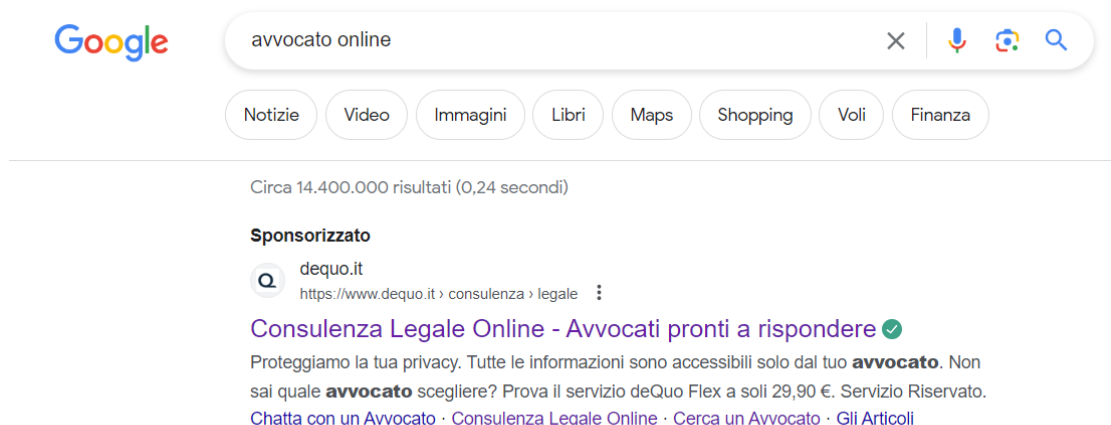 Google
avvocato online
Notizie
Video
Immagini
Libri
Maps
Shopping
Voli
Finanza
Circa 14.400.000 risultati (0,24 secondi)
Sponsorizzato
dequo.it
https://www.dequo.it › consulenza › legale
Consulenza Legale Online - Avvocati pronti a rispondere
Proteggiamo la tua privacy. Tutte le informazioni sono accessibili solo dal tuo avvocato. Non
sai quale avvocato scegliere? Prova il servizio deQuo Flex a soli 29,90 €. Servizio Riservato.
Chatta con un Avvocato · Consulenza Legale Online · Cerca un Avvocato · Gli Articoli